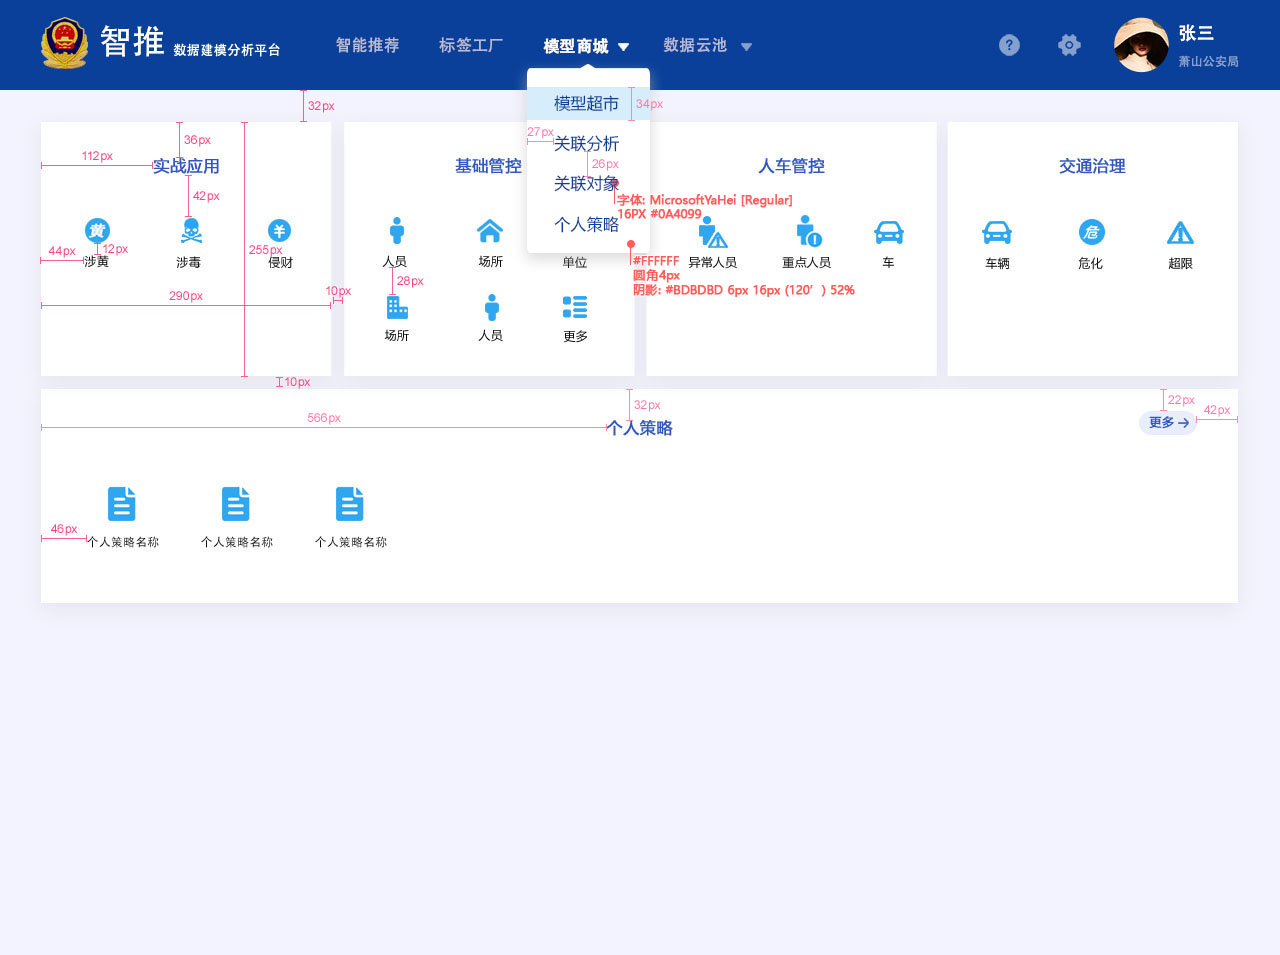 智推 数据建模分析平台 智能推荐 标签工厂 模型商城 数据云池 ? 张三
萧山公安局
32px
模型超市 34px
36px 27px
112px 实战应用 基础管控 关联分析 人车管控 交通治理
26px
42px 关联对象
字体: MicrosoftYaHei [Regular]
16PX #0A4099
个人策略
黄 ¥ 危
44px 12px 255px
涉黄 涉毒 侵财 人员 场所 单位 异常人员 重点人员 车 车辆 危化 超限
#FFFFFF
圆角4px
阴影: #BDBDBD 6px 16px (120′) 52%
28px
290px 10px
场所 人员 更多
10px
32px 22px
566px 42px
个人策略 更多
46px
个人策略名称 个人策略名称 个人策略名称